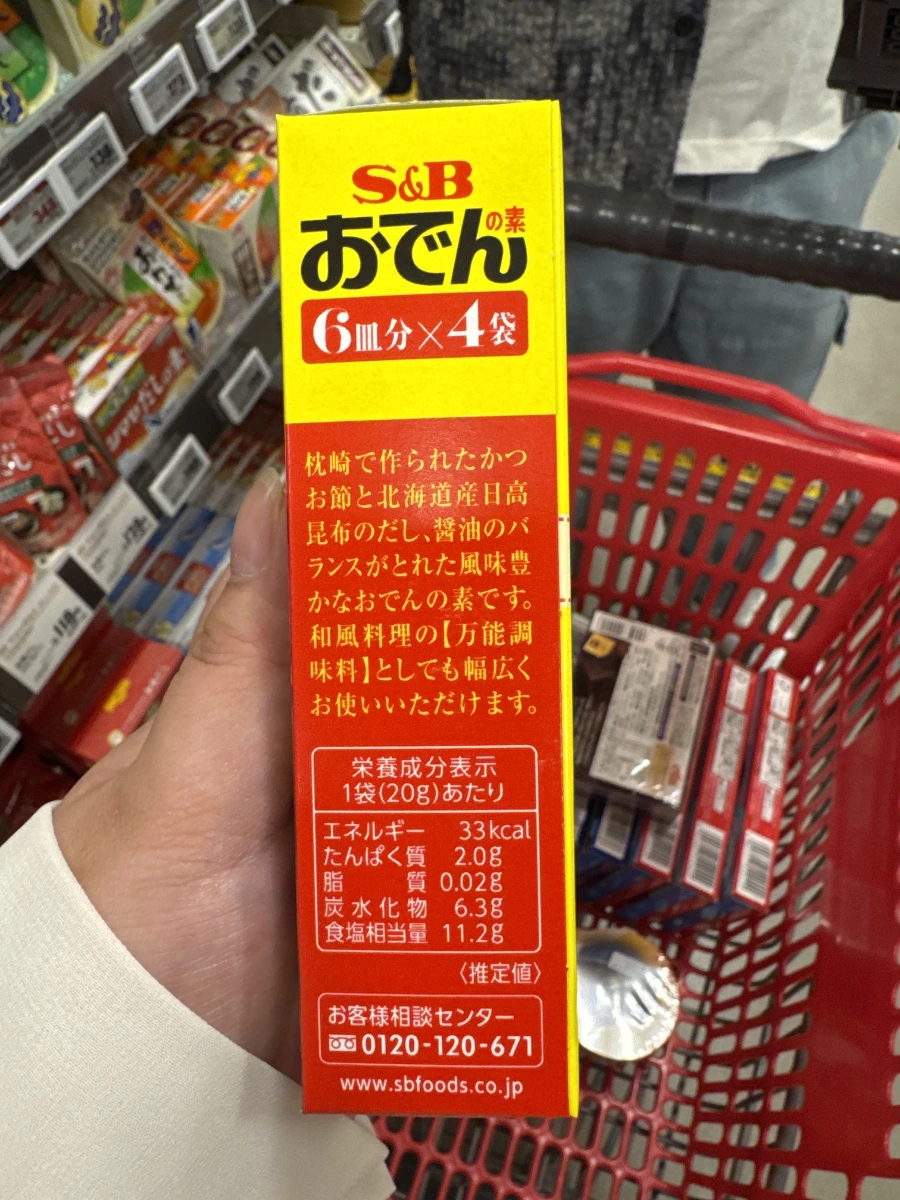 S&B
おでんの素
6皿分×4袋
枕崎で作られたかつ
お節と北海道産日高
昆布のだし、醤油のバ
ランスがとれた風味豊
かなおでんの素です。
和風料理の【万能調
味料】としても幅広く
お使いいただけます。
栄養成分表示
1袋(20g)あたり
エネルギー 33kcal
たんぱく質 2.0g
脂質 0.02g
炭水化物 6.3g
食塩相当量 11.2g
〈推定値〉
お客様相談センター
0120-120-671
www.sbfoods.co.jp